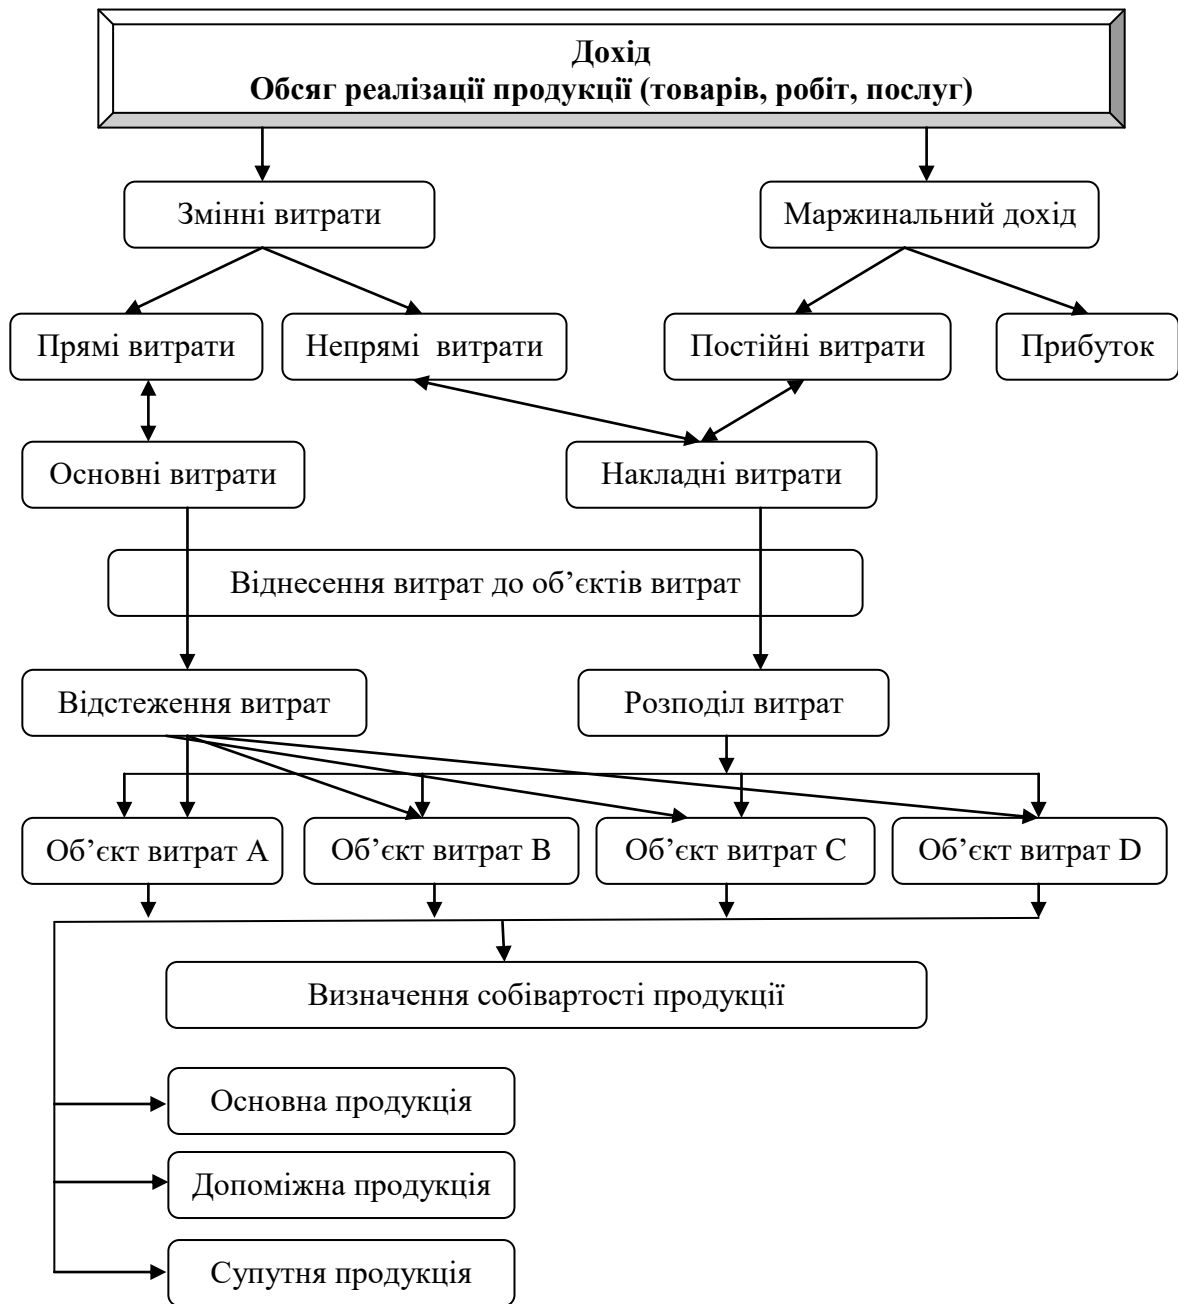 Дохід
Обсяг реалізації продукції (товарів, робіт, послуг)
Змінні витрати
Маржинальний дохід
Прямі витрати
Непрямі витрати
Постійні витрати
Прибуток
Основні витрати
Накладні витрати
Віднесення витрат до об’єктів витрат
Відстеження витрат
Розподіл витрат
Об’єкт витрат A
Об’єкт витрат B
Об’єкт витрат C
Об’єкт витрат D
Визначення собівартості продукції
Основна продукція
Допоміжна продукція
Супутня продукція